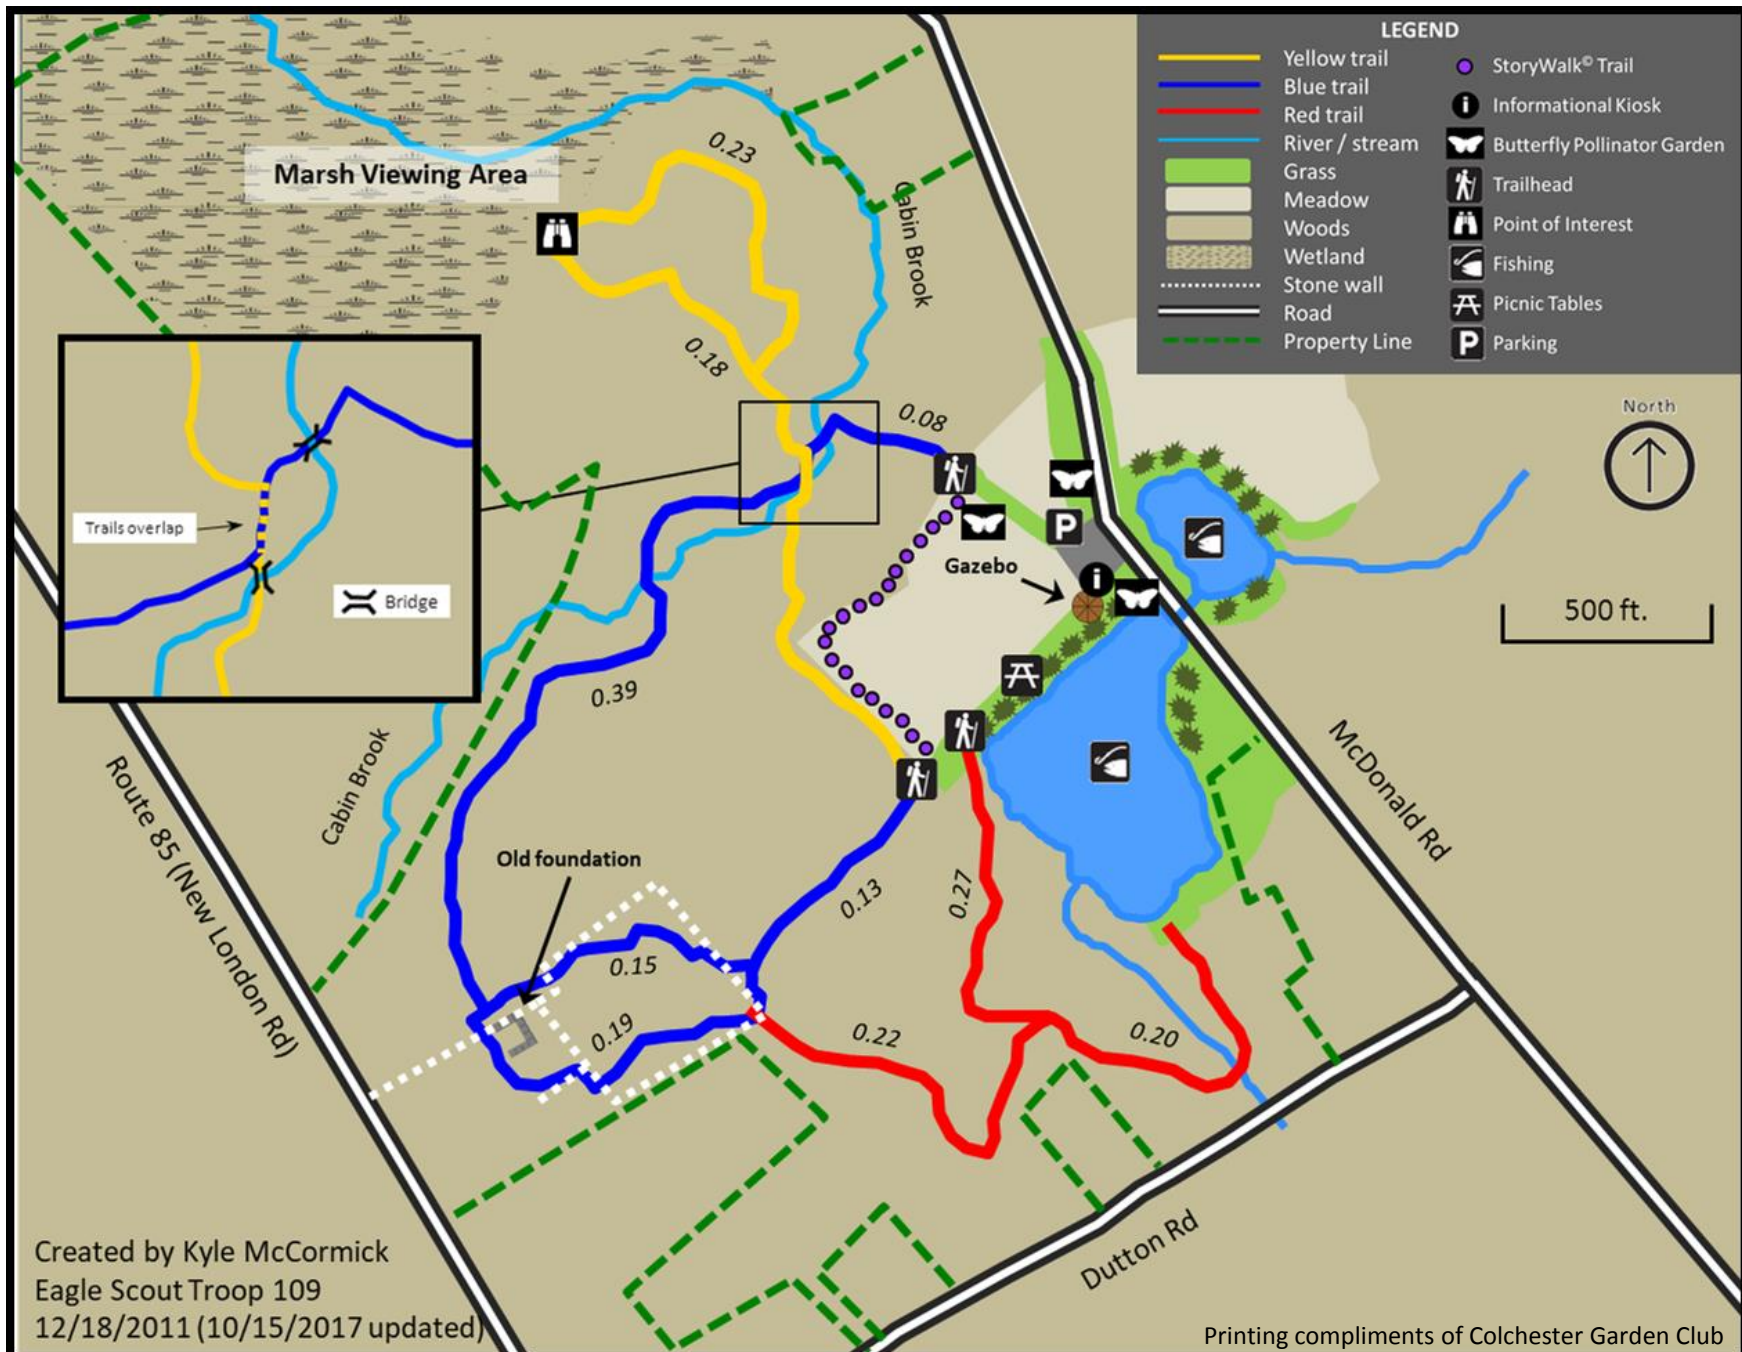 LEGEND
Yellow trail
Blue trail
Red trail
River / stream
Grass
Meadow
Woods
Wetland
Stone wall
Road
Property Line
StoryWalk© Trail
i
Informational Kiosk
Butterfly Pollinator Garden
Trailhead
Point of Interest
Fishing
Picnic Tables
P
Parking
Marsh Viewing Area
0.23
Cabin Brook
0.18
0.08
North
Trails overlap
Bridge
P
Gazebo
i
500 ft.
0.39
Cabin Brook
Route 85 (New London Rd)
McDonald Rd
Old foundation
0.13
0.27
0.15
0.19
0.22
0.20
Dutton Rd
Created by Kyle McCormick
Eagle Scout Troop 109
12/18/2011 (10/15/2017 updated)
Printing compliments of Colchester Garden Club